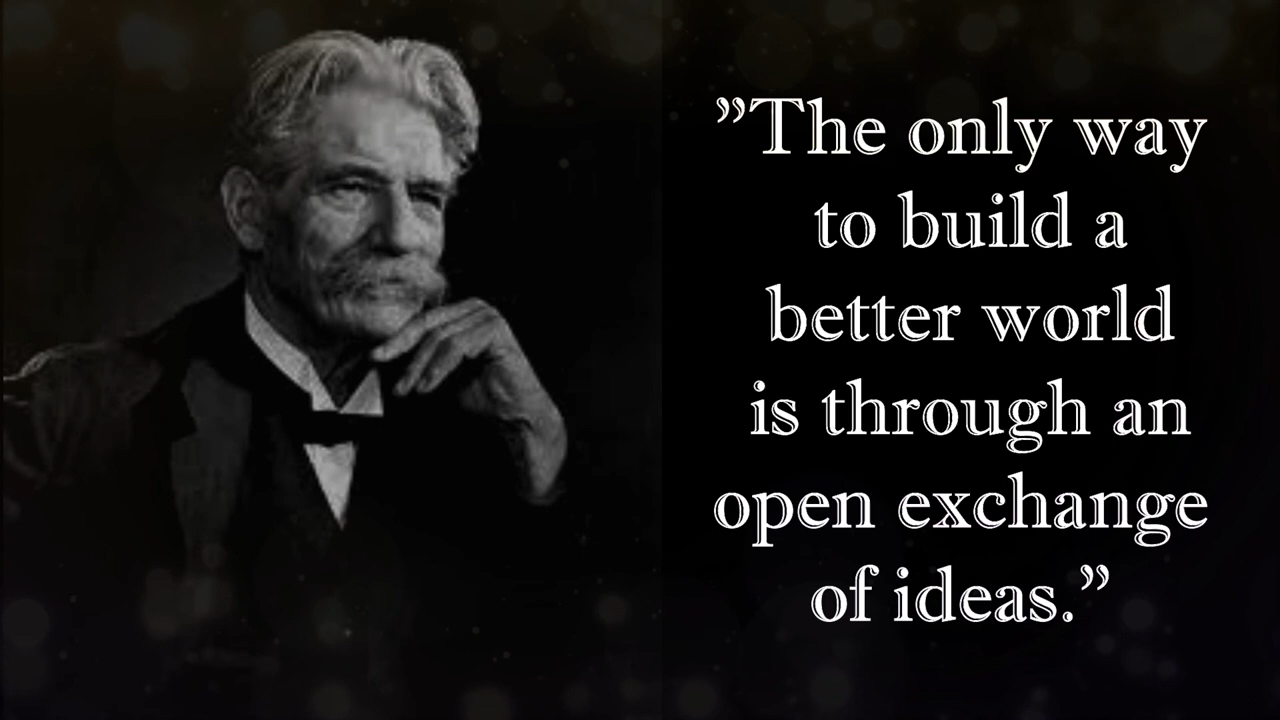 ”The only way
to build a
better world
is through an
open exchange
of ideas.”